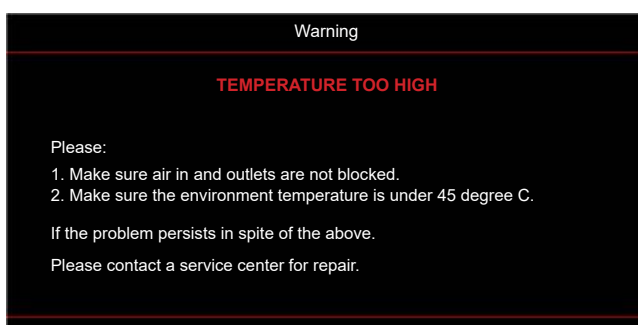 Warning
TEMPERATURE TOO HIGH
Please:
1. Make sure air in and outlets are not blocked.
2. Make sure the environment temperature is under 45 degree C.
If the problem persists in spite of the above.
Please contact a service center for repair.